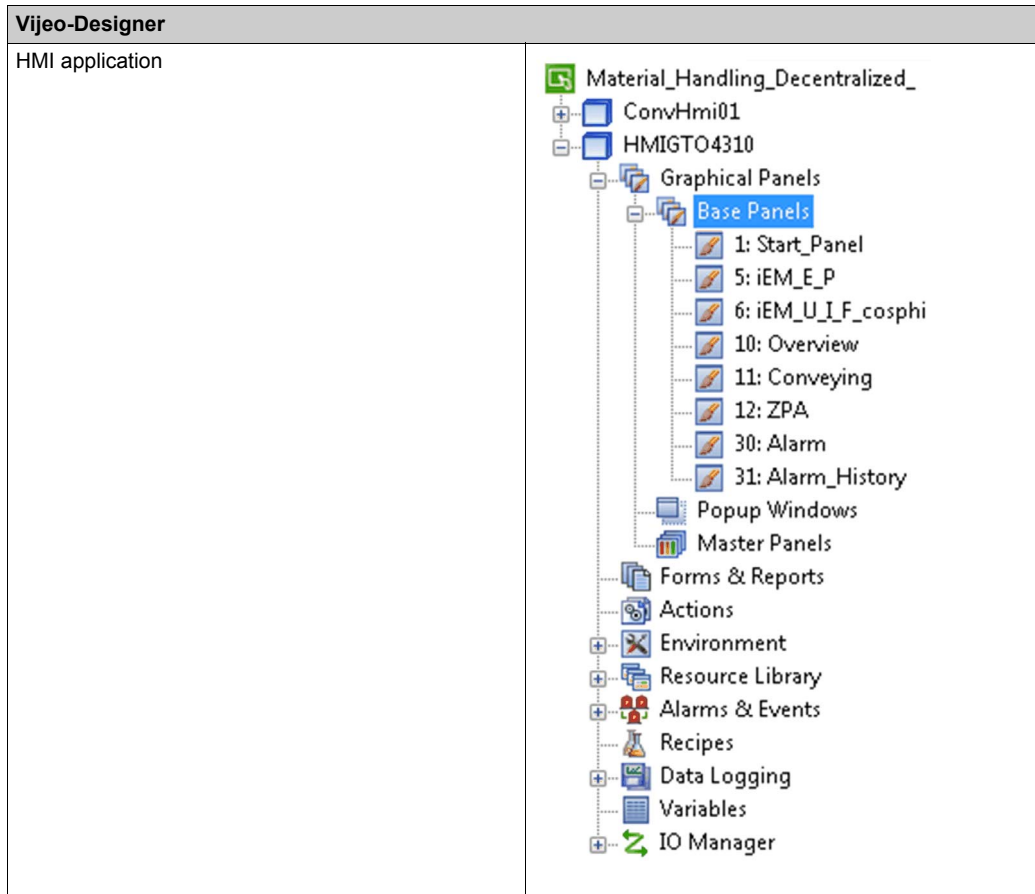 Vijeo-Designer
HMI application
Material_Handling_Decentralized_
ConvHmi01
HMIGTO4310
Graphical Panels
Base Panels
1: Start_Panel
5: iEM_E_P
6: iEM_U_I_F_cosphi
10: Overview
11: Conveying
12: ZPA
30: Alarm
31: Alarm_History
Popup Windows
Master Panels
Forms & Reports
Actions
Environment
Resource Library
Alarms & Events
Recipes
Data Logging
Variables
IO Manager